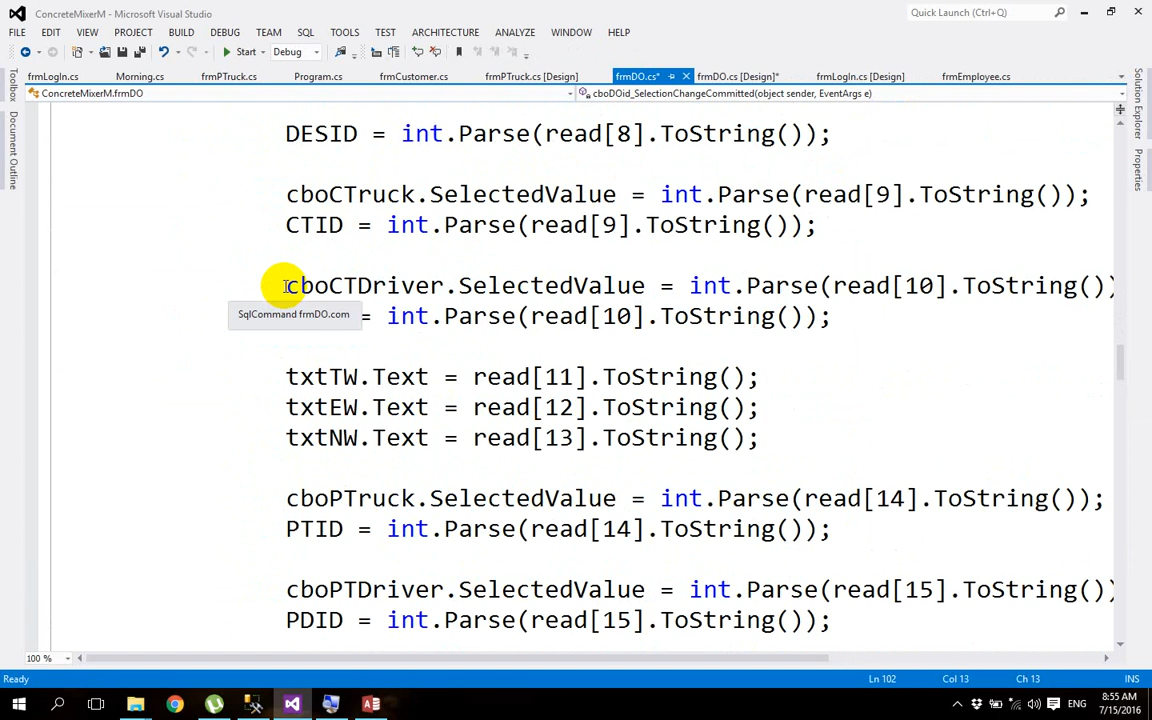 ConcreteMixerM - Microsoft Visual Studio
Quick Launch (Ctrl+Q)
FILE EDIT VIEW PROJECT BUILD DEBUG TEAM SQL TOOLS TEST ARCHITECTURE ANALYZE WINDOW HELP
Start Debug
frmLogIn.cs Morning.cs frmPTruck.cs Program.cs frmCustomer.cs frmPTruck.cs [Design] frmDO.cs* frmDO.cs [Design]* frmLogIn.cs [Design] frmEmployee.cs
ConcreteMixerM.frmDO cboDOid_SelectionChangeCommitted(object sender, EventArgs e)
Toolbox
Document Outline
Solution Explorer
Properties
DESID = int.Parse(read[8].ToString());
cboCTruck.SelectedValue = int.Parse(read[9].ToString());
CTID = int.Parse(read[9].ToString());
cboCTDriver.SelectedValue = int.Parse(read[10].ToString())
SqlCommand frmDO.com
= int.Parse(read[10].ToString());
txtTW.Text = read[11].ToString();
txtEW.Text = read[12].ToString();
txtNW.Text = read[13].ToString();
cboPTruck.SelectedValue = int.Parse(read[14].ToString());
PTID = int.Parse(read[14].ToString());
cboPTDriver.SelectedValue = int.Parse(read[15].ToString())
PDID = int.Parse(read[15].ToString());
100 %
Ready Ln 102 Col 13 Ch 13 INS
ENG 8:55 AM
7/15/2016